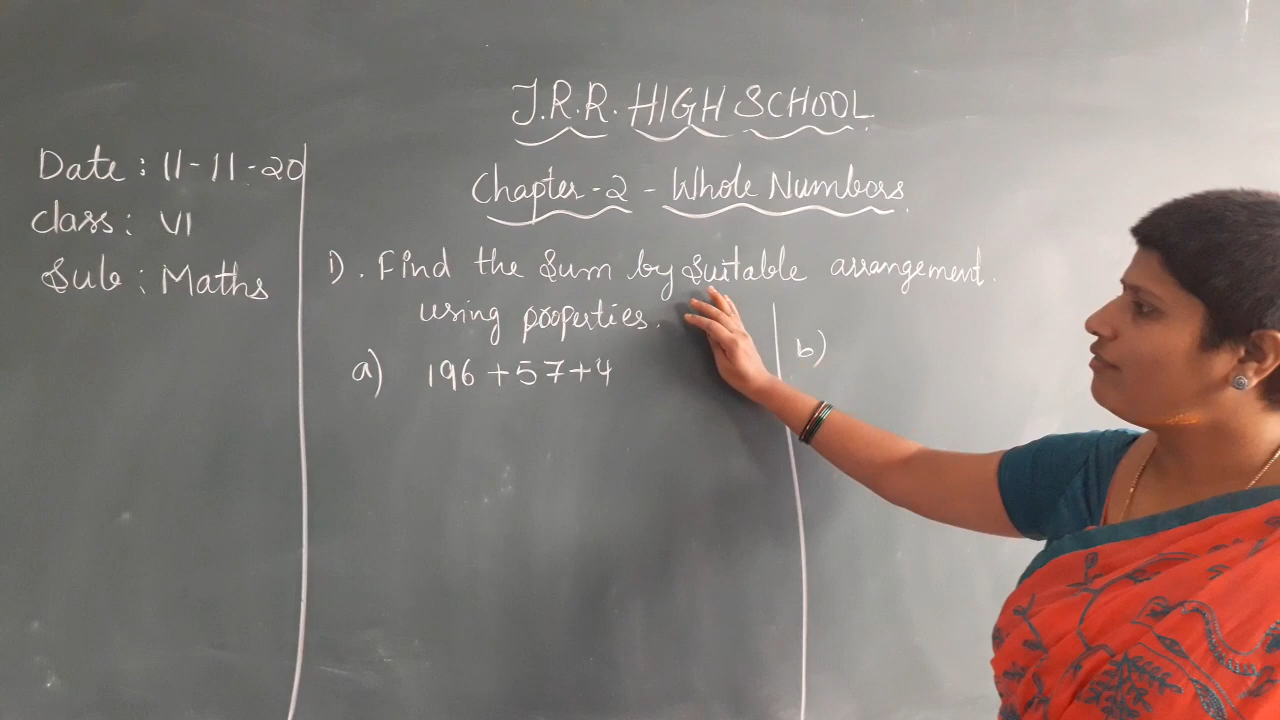 J.R.R. HIGH SCHOOL
Chapter-2 - Whole Numbers
Date : 11-11-20
Class : VI
Sub : Maths
1). Find the Sum by Suitable arrangement.
using properties.
a) 196 + 57 + 4
b)